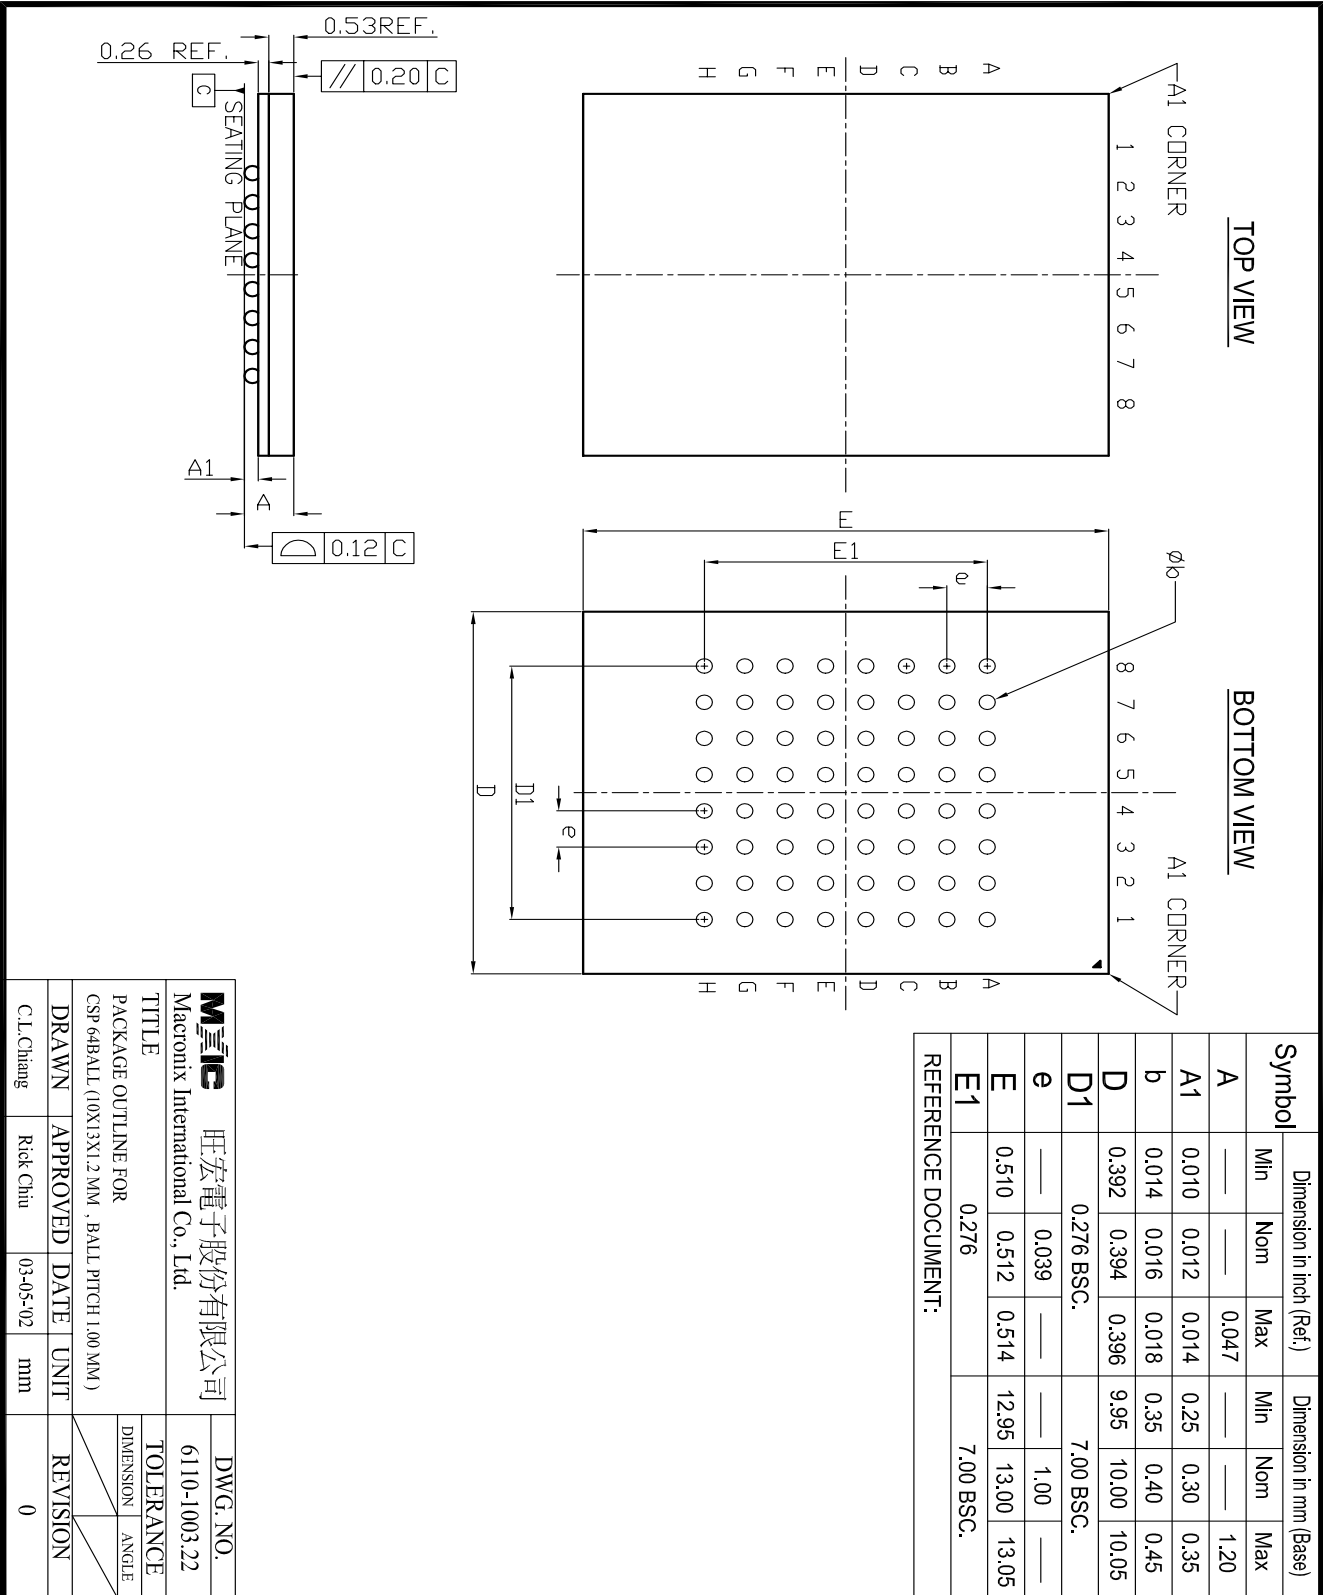 TOP VIEW
A1 CORNER
1 2 3 4 5 6 7 8
A
B
C
D
E
F
G
H
BOTTOM VIEW
A1 CORNER
Øb
8 7 6 5 4 3 2 1
A
B
C
D
E
F
G
H
e
E1
E
e
D1
D
0.53REF.
0.26 REF.
// 0.20 C
C
SEATING PLANE
A1
A
0.12 C
Symbol Dimension in inch (Ref.) Dimension in mm (Base)
Min Nom Max Min Nom Max
A — — 0.047 — — 1.20
A1 0.010 0.012 0.014 0.25 0.30 0.35
b 0.014 0.016 0.018 0.35 0.40 0.45
D 0.392 0.394 0.396 9.95 10.00 10.05
D1 0.276 BSC. 7.00 BSC.
e — 0.039 — — 1.00 —
E 0.510 0.512 0.514 12.95 13.00 13.05
E1 0.276 7.00 BSC.
REFERENCE DOCUMENT:
MXIC 旺宏電子股份有限公司
Macronix International Co., Ltd.
DWG. NO.
6110-1003.22
TITLE
PACKAGE OUTLINE FOR
CSP 64BALL (10X13X1.2 MM , BALL PITCH 1.00 MM )
TOLERANCE
DIMENSION ANGLE
DRAWN APPROVED DATE UNIT REVISION
C.L.Chiang Rick Chiu 03-05-'02 mm 0